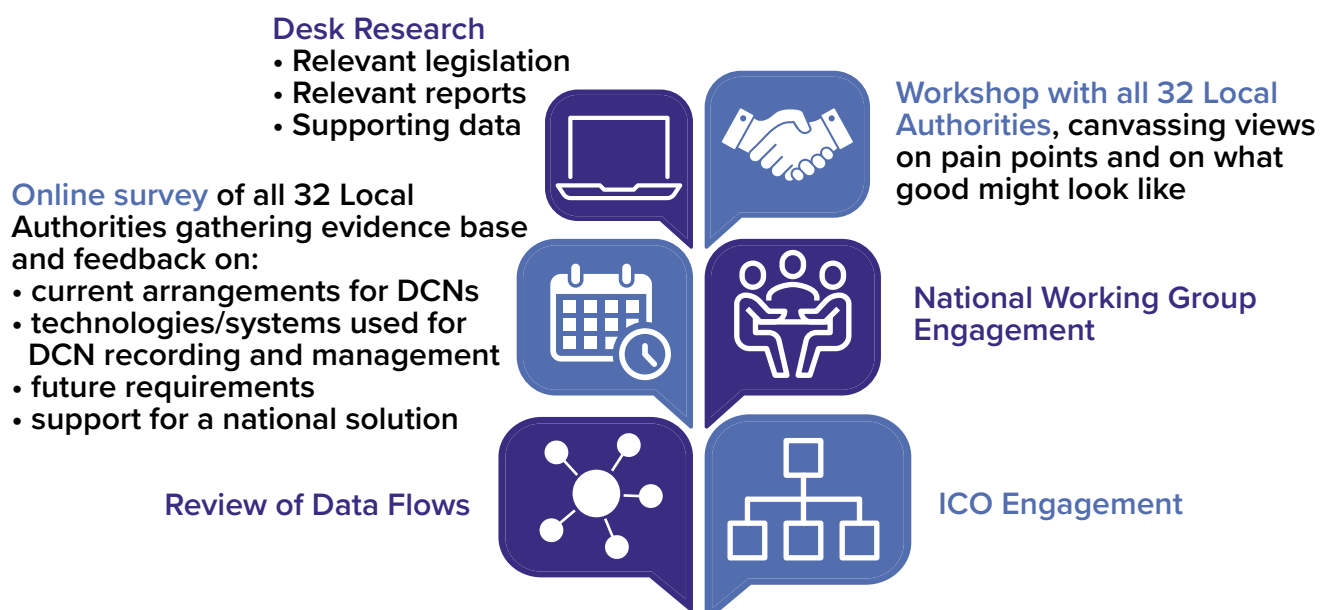 Desk Research
• Relevant legislation
• Relevant reports
• Supporting data
Workshop with all 32 Local
Authorities, canvassing views
on pain points and on what
good might look like
Online survey of all 32 Local
Authorities gathering evidence base
and feedback on:
• current arrangements for DCNs
• technologies/systems used for
DCN recording and management
• future requirements
• support for a national solution
National Working Group
Engagement
Review of Data Flows
ICO Engagement